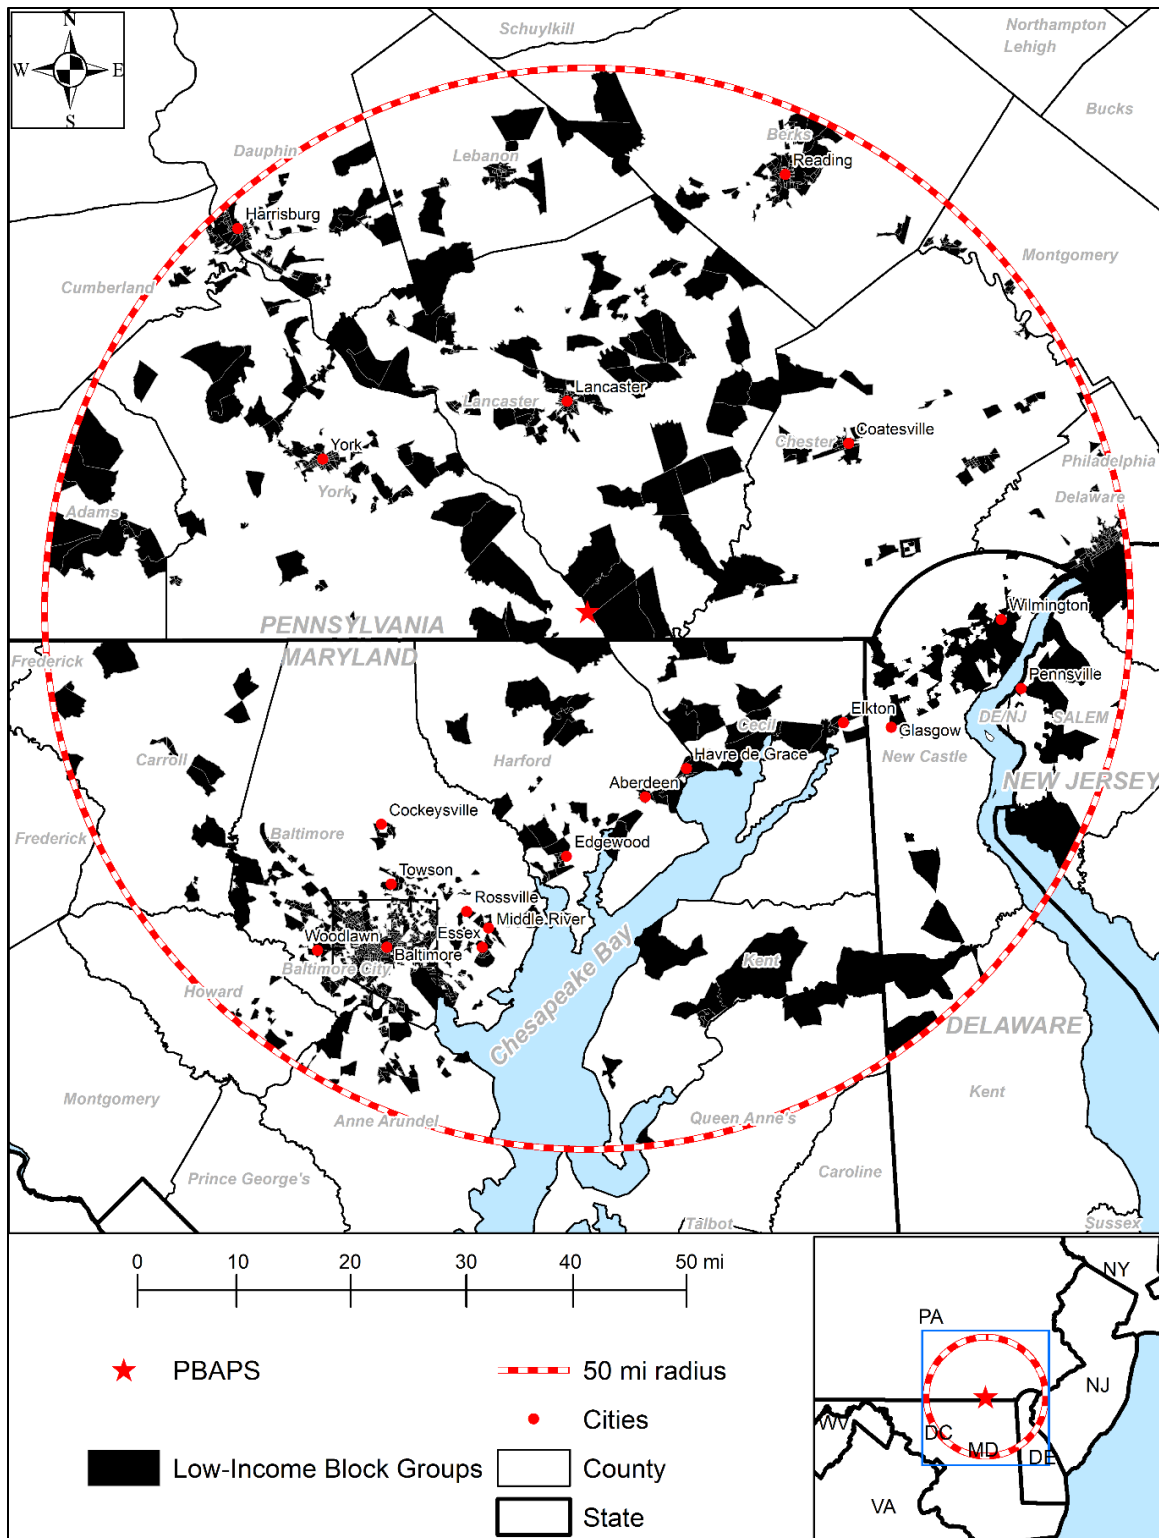 N
W E
S
Schuylkill
Northampton
Lehigh
Bucks
Dauphin
Lebanon
Berks
Reading
Harrisburg
Montgomery
Cumberland
Lancaster
Lancaster
Coatesville
Chester
York
York
Philadelphia
Delaware
Adams
PENNSYLVANIA
Wilmington
MARYLAND
Frederick
Pennsville
Elkton
DE/NJ
SALEM
Cecil
Glasgow
New Castle
Havre de Grace
Carroll
Harford
Aberdeen
NEW JERSEY
Cockeysville
Frederick
Baltimore
Edgewood
Towson
Rossville
Middle River
Woodlawn
Essex
Baltimore
Baltimore City
Kent
Howard
Chesapeake Bay
DELAWARE
Montgomery
Anne Arundel
Queen Anne's
Kent
Prince George's
Caroline
Talbot
Sussex
0 10 20 30 40 50 mi
PBAPS
50 mi radius
Cities
Low-Income Block Groups
County
State
NY
PA
NJ
WV
DC
MD
DE
VA